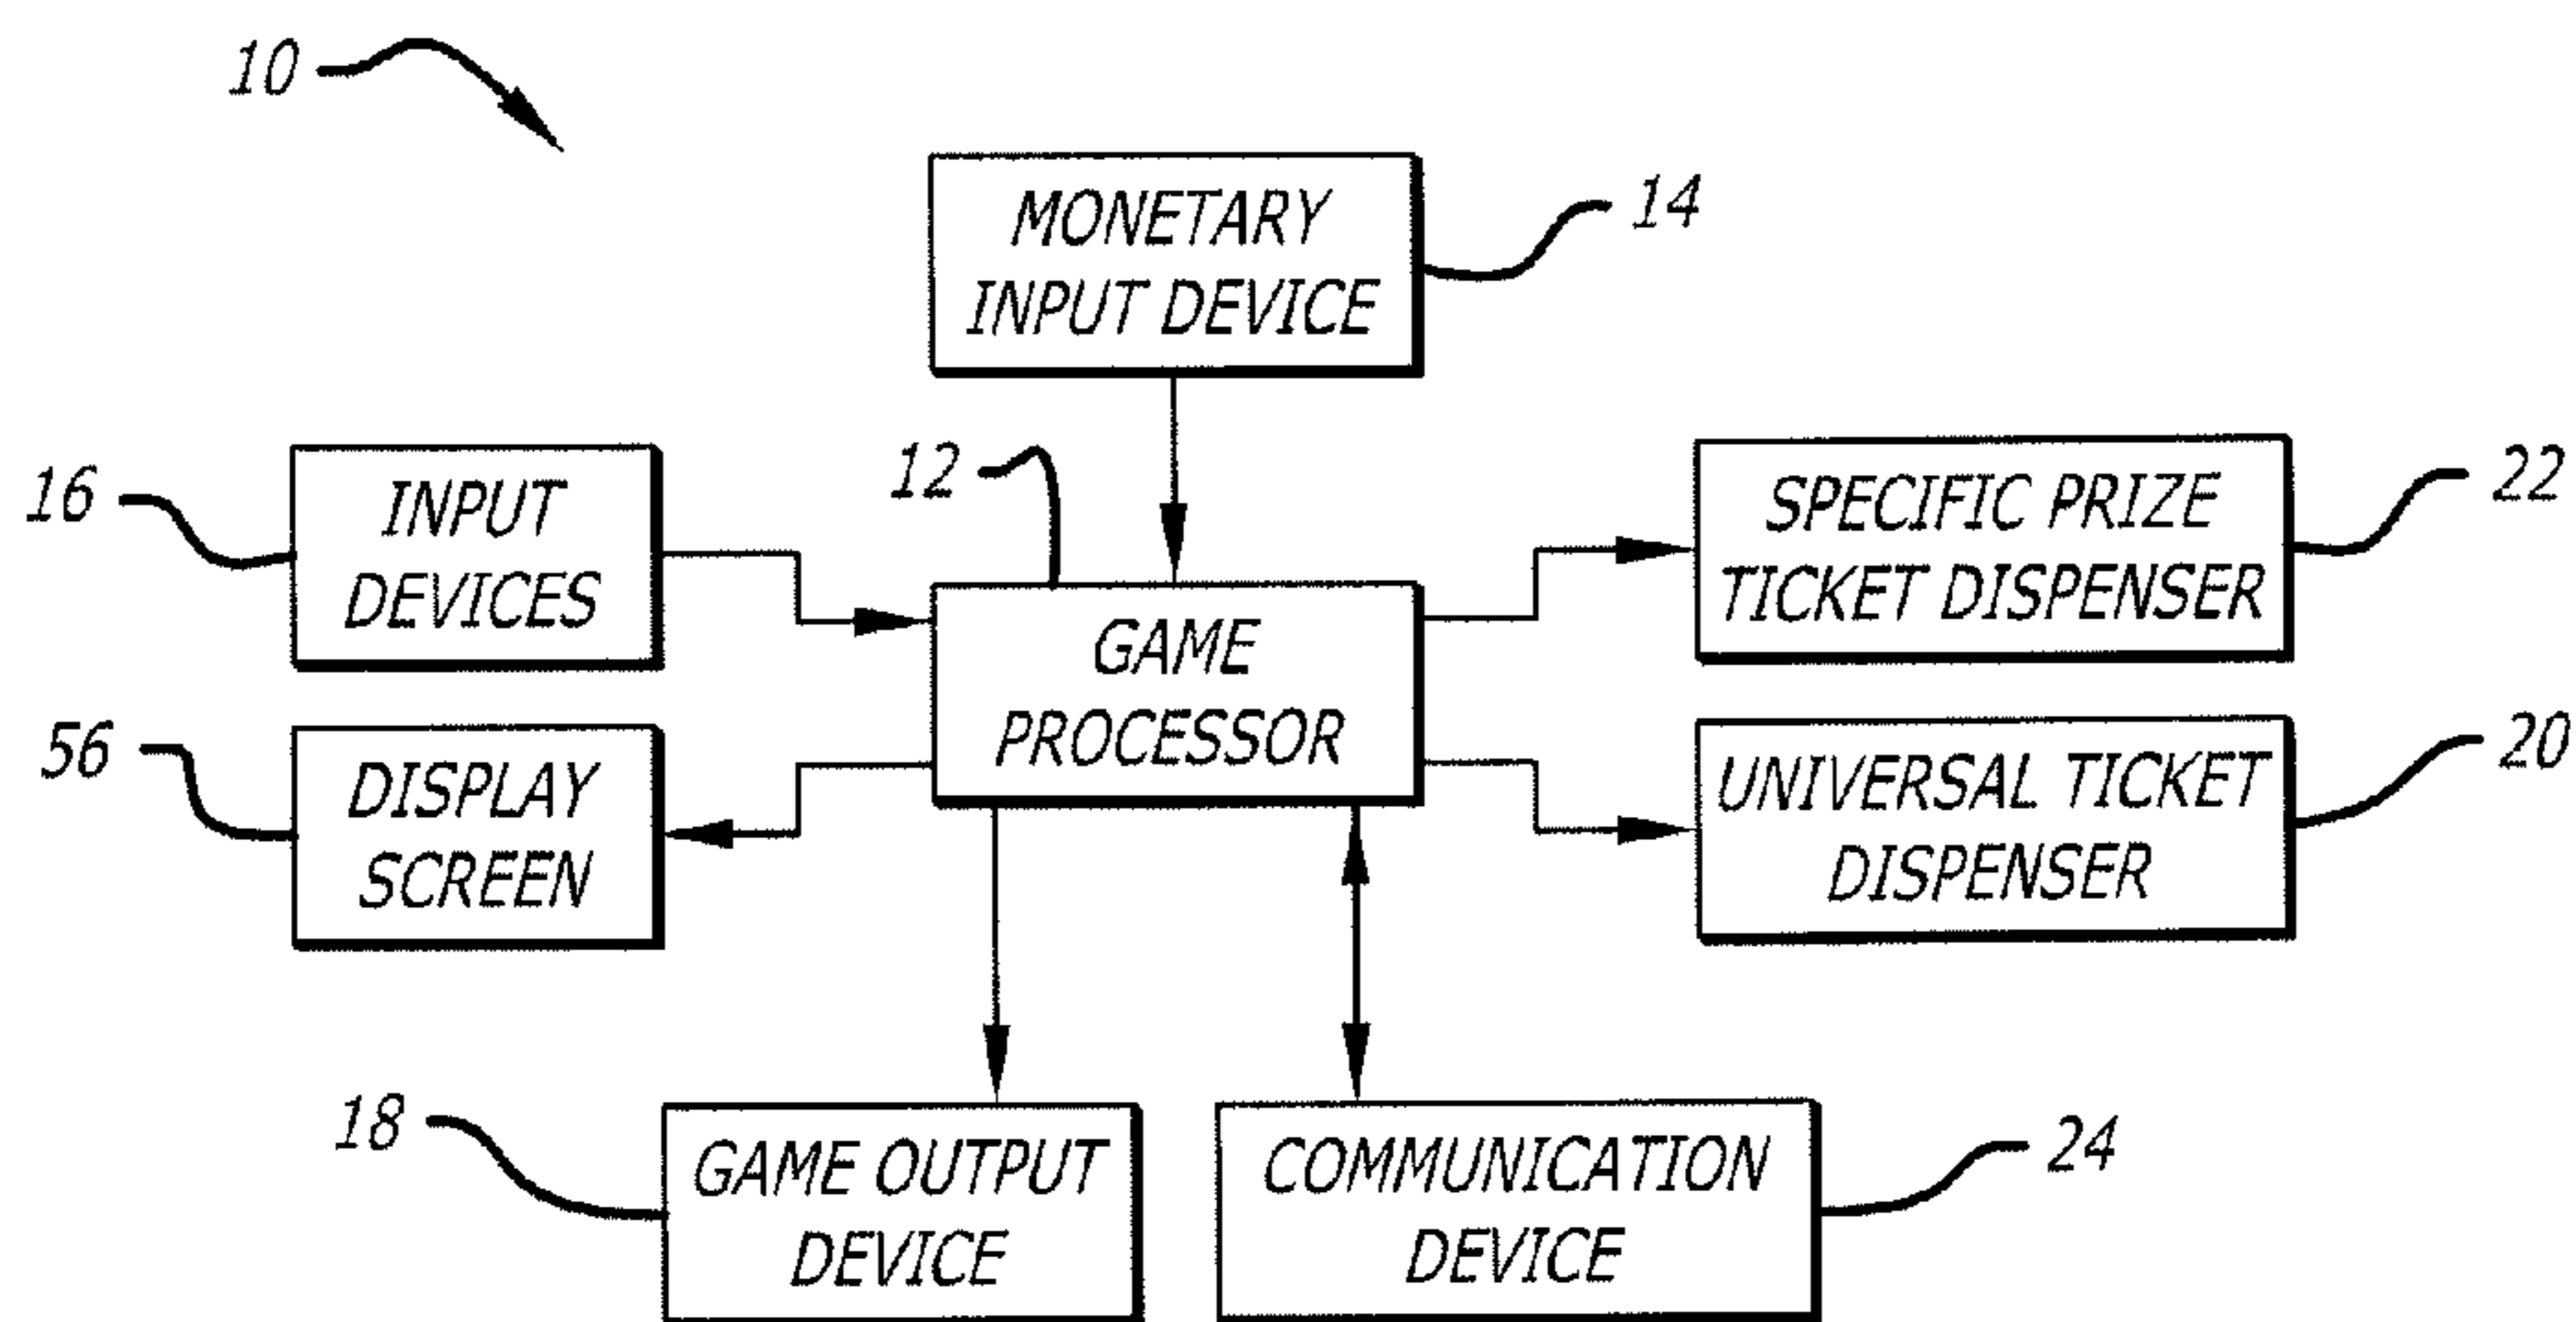 10
MONETARY
INPUT DEVICE
14
16
INPUT
DEVICES
12
GAME
PROCESSOR
SPECIFIC PRIZE
TICKET DISPENSER
22
56
DISPLAY
SCREEN
UNIVERSAL TICKET
DISPENSER
20
18
GAME OUTPUT
DEVICE
COMMUNICATION
DEVICE
24